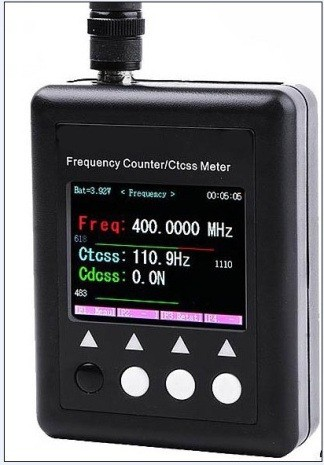 Frequency Counter/Ctcss Meter
Bat=3.92V < Frequency > 00:05:05
Freq: 400.0000 MHz
618
Ctcss: 110.9Hz 1110
Cdcss: 0.0N
483